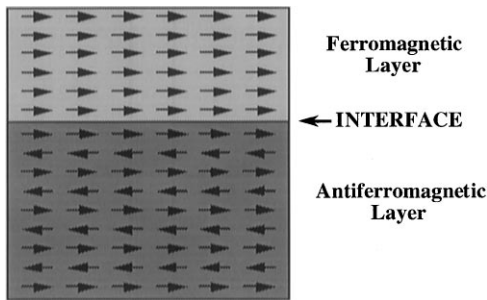 Ferromagnetic
Layer
INTERFACE
Antiferromagnetic
Layer